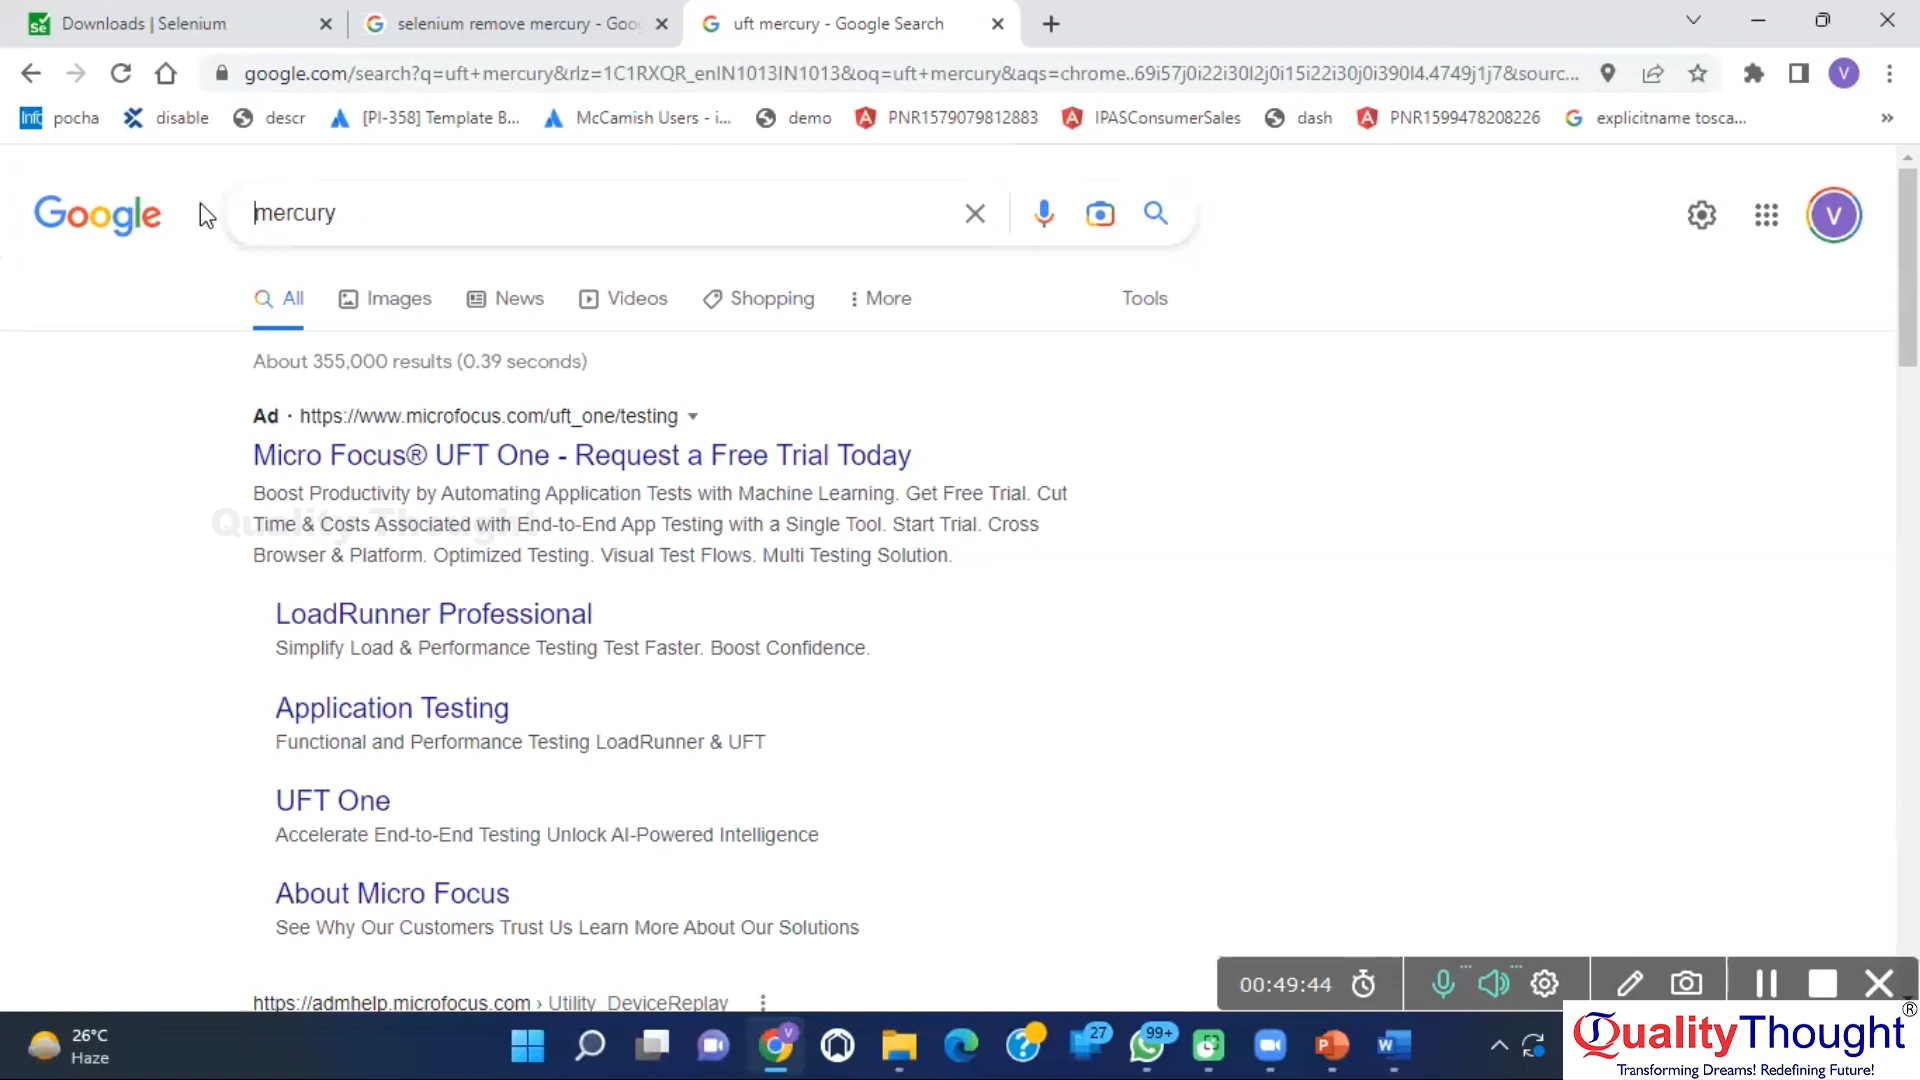 Downloads | Selenium
selenium remove mercury - Goo
uft mercury - Google Search
google.com/search?q=uft+mercury&rlz=1C1RXQR_enIN1013IN1013&oq=uft+mercury&aqs=chrome..69i57j0i22i30l2j0i15i22i30j0i390l4.4749j1j7&sourc...
V
Info pocha
disable
descr
[PI-358] Template B...
McCamish Users - i...
demo
PNR1579079812883
IPASConsumerSales
dash
PNR1599478208226
explicitname tosca...
»
Google
mercury
V
All
Images
News
Videos
Shopping
More
Tools
About 355,000 results (0.39 seconds)
Ad · https://www.microfocus.com/uft_one/testing
Micro Focus® UFT One - Request a Free Trial Today
Boost Productivity by Automating Application Tests with Machine Learning. Get Free Trial. Cut
Time & Costs Associated with End-to-End App Testing with a Single Tool. Start Trial. Cross
Quality Thought
Browser & Platform. Optimized Testing. Visual Test Flows. Multi Testing Solution.
LoadRunner Professional
Simplify Load & Performance Testing Test Faster. Boost Confidence.
Application Testing
Functional and Performance Testing LoadRunner & UFT
UFT One
Accelerate End-to-End Testing Unlock AI-Powered Intelligence
About Micro Focus
See Why Our Customers Trust Us Learn More About Our Solutions
https://admhelp.microfocus.com › Utility_DeviceReplay
00:49:44
26°C
Haze
V
27
99+
P
W
QualityThought®
Transforming Dreams! Redefining Future!